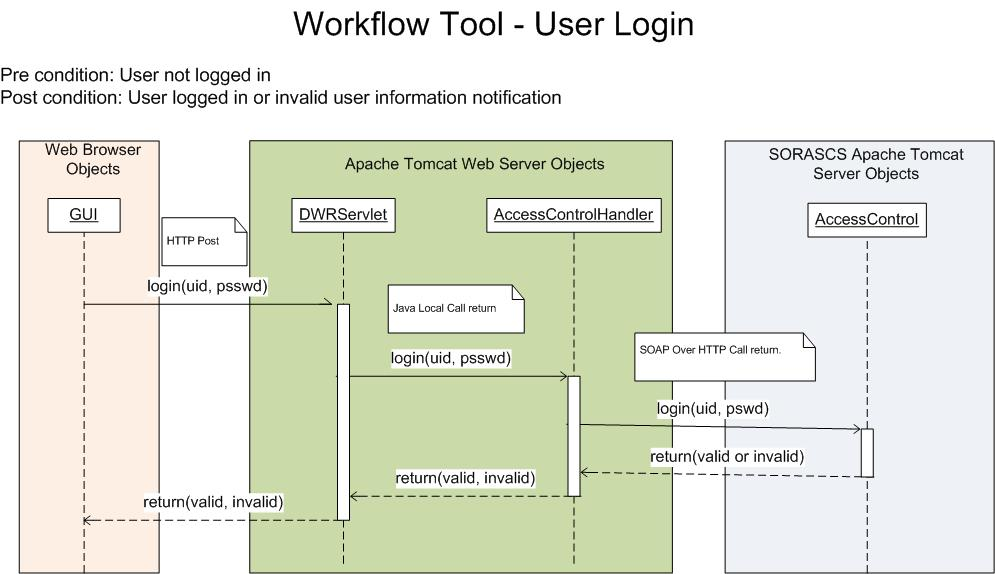 Workflow Tool - User Login
Pre condition: User not logged in
Post condition: User logged in or invalid user information notification
Web Browser
Objects
Apache Tomcat Web Server Objects
SORASCS Apache Tomcat
Server Objects
GUI
DWRServlet
AccessControlHandler
AccessControl
HTTP Post
login(uid, psswd)
Java Local Call return
SOAP Over HTTP Call return.
login(uid, psswd)
login(uid, pswd)
return(valid or invalid)
return(valid, invalid)
return(valid, invalid)